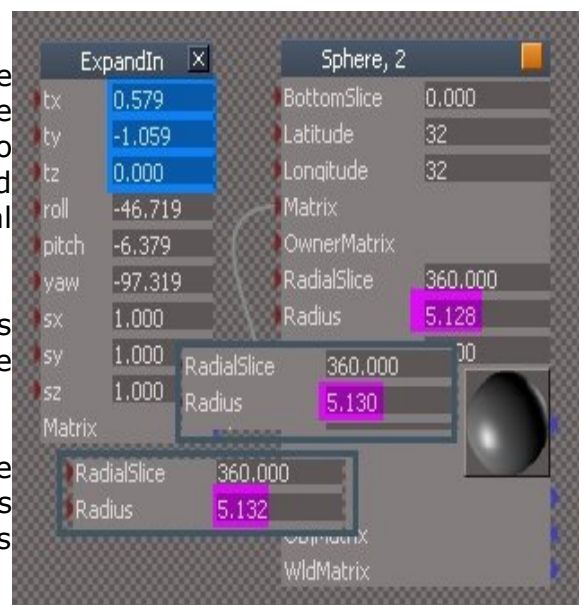 ExpandIn
tx 0.579
ty -1.059
tz 0.000
roll -46.719
pitch -6.379
yaw -97.319
sx 1.000
sy 1.000
sz 1.000
Matrix
Sphere, 2
BottomSlice 0.000
Latitude 32
Longitude 32
Matrix
OwnerMatrix
RadialSlice 360.000
Radius 5.128
RadialSlice 360.000
Radius 5.130
RadialSlice 360.000
Radius 5.132
WldMatrix